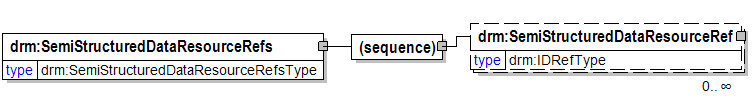 drm:SemiStructuredDataResourceRefs
type drm:SemiStructuredDataResourceRefsType
(sequence)
drm:SemiStructuredDataResourceRef
type drm:IDRefType
0.. ∞